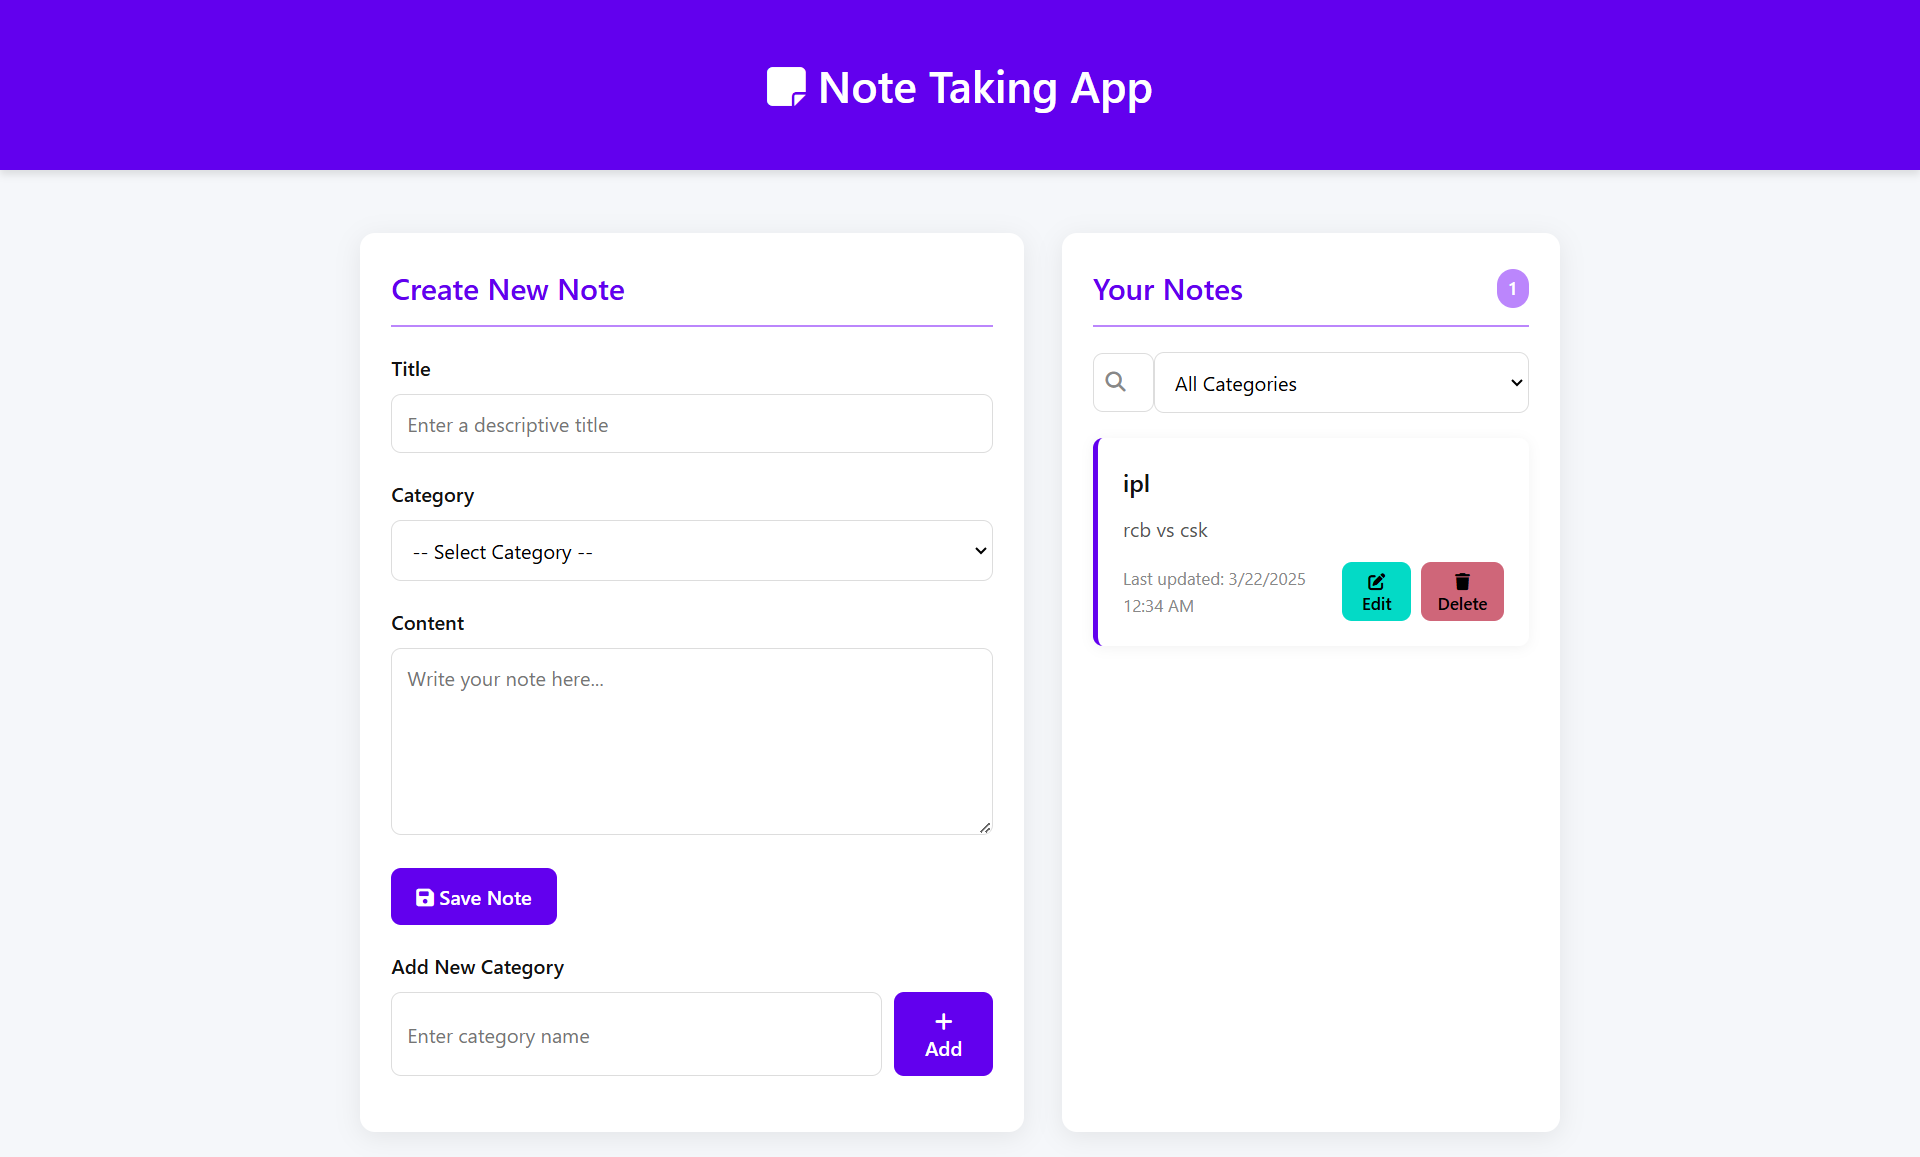 Note Taking App
Create New Note
Title
Enter a descriptive title
Category
-- Select Category --
Content
Write your note here...
Save Note
Add New Category
Enter category name
Add
Your Notes
1
All Categories
ipl
rcb vs csk
Last updated: 3/22/2025
12:34 AM
Edit
Delete